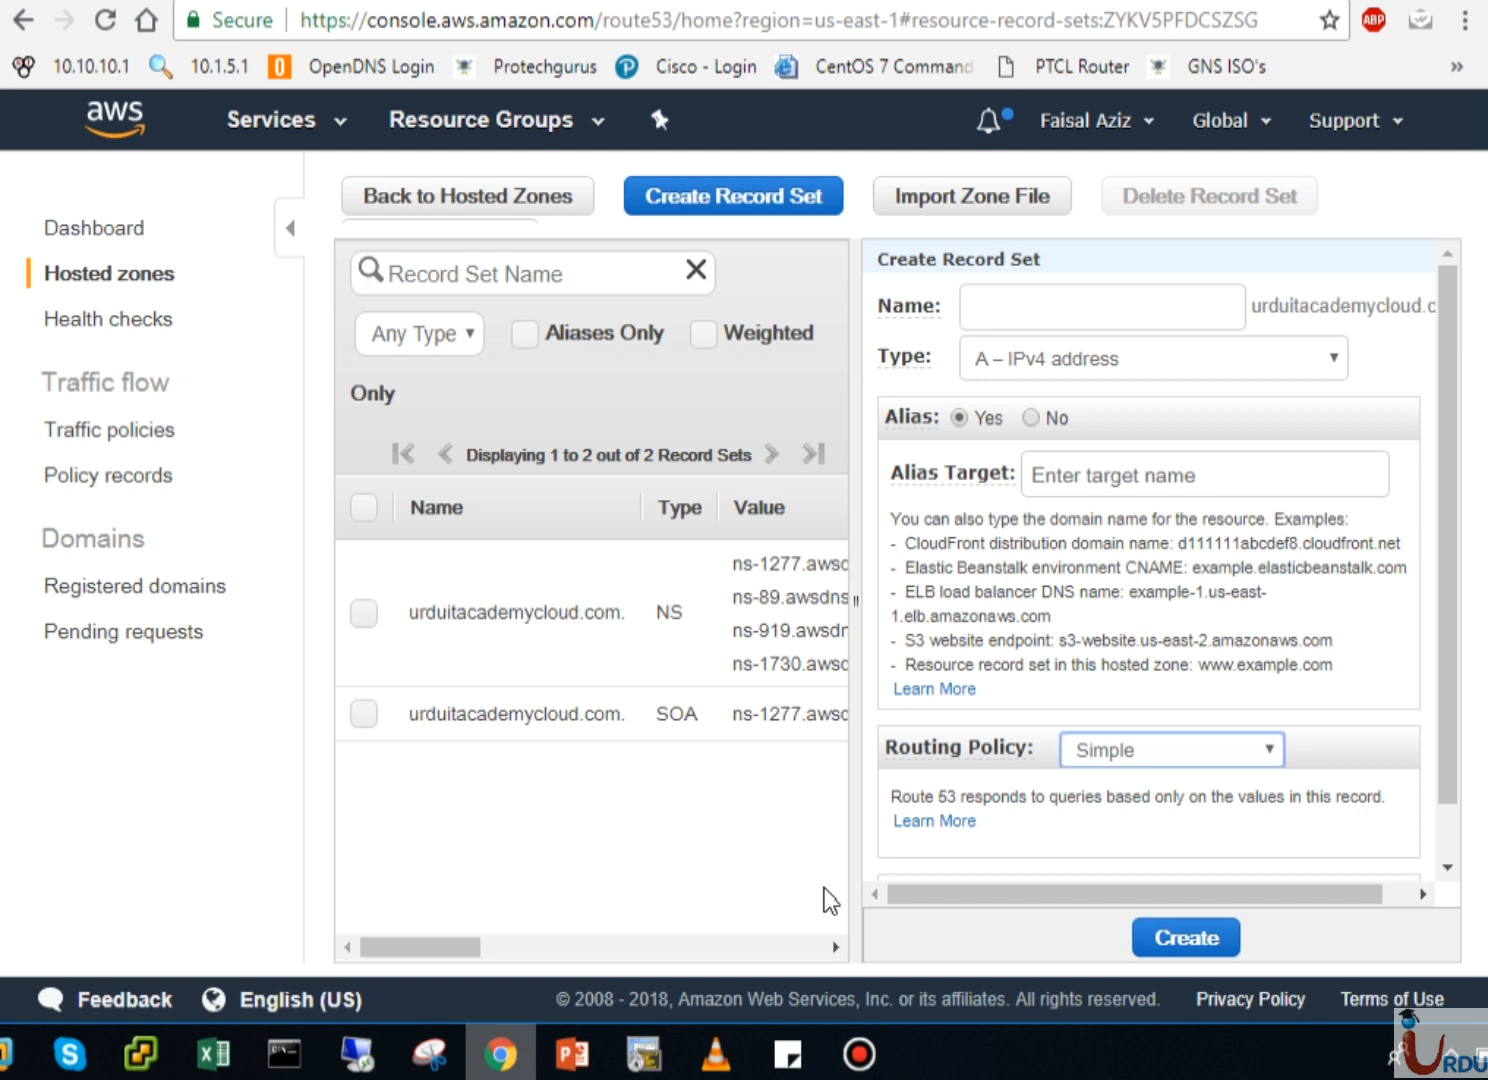 Secure
https://console.aws.amazon.com/route53/home?region=us-east-1#resource-record-sets:ZYKV5PFDCSZSG
ABP
10.10.10.1
10.1.5.1
OpenDNS Login
Protechgurus
Cisco - Login
CentOS 7 Command
PTCL Router
GNS ISO's
»
aws
Services
Resource Groups
Faisal Aziz
Global
Support
Back to Hosted Zones
Create Record Set
Import Zone File
Delete Record Set
Dashboard
Hosted zones
Health checks
Traffic flow
Traffic policies
Policy records
Domains
Registered domains
Pending requests
Record Set Name
Any Type
Aliases Only
Weighted
Only
Displaying 1 to 2 out of 2 Record Sets
Name Type Value
urduitacademycloud.com. NS
ns-1277.awsd
ns-89.awsdns
ns-919.awsdn
ns-1730.awsd
urduitacademycloud.com. SOA ns-1277.awsd
Create Record Set
Name: urduitacademycloud.c
Type: A – IPv4 address
Alias: Yes No
Alias Target: Enter target name
You can also type the domain name for the resource. Examples:
- CloudFront distribution domain name: d111111abcdef8.cloudfront.net
- Elastic Beanstalk environment CNAME: example.elasticbeanstalk.com
- ELB load balancer DNS name: example-1.us-east-
1.elb.amazonaws.com
- S3 website endpoint: s3-website.us-east-2.amazonaws.com
- Resource record set in this hosted zone: www.example.com
Learn More
Routing Policy: Simple
Route 53 responds to queries based only on the values in this record.
Learn More
Create
Feedback
English (US)
© 2008 - 2018, Amazon Web Services, Inc. or its affiliates. All rights reserved.
Privacy Policy
Terms of Use
URDU